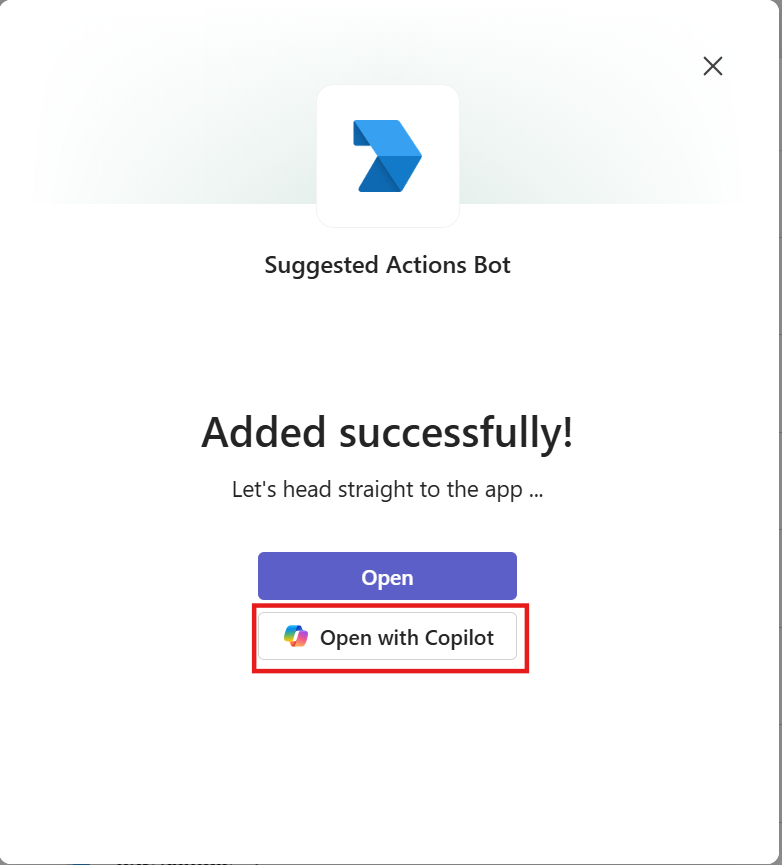 Suggested Actions Bot
Added successfully!
Let's head straight to the app ...
Open
Open with Copilot